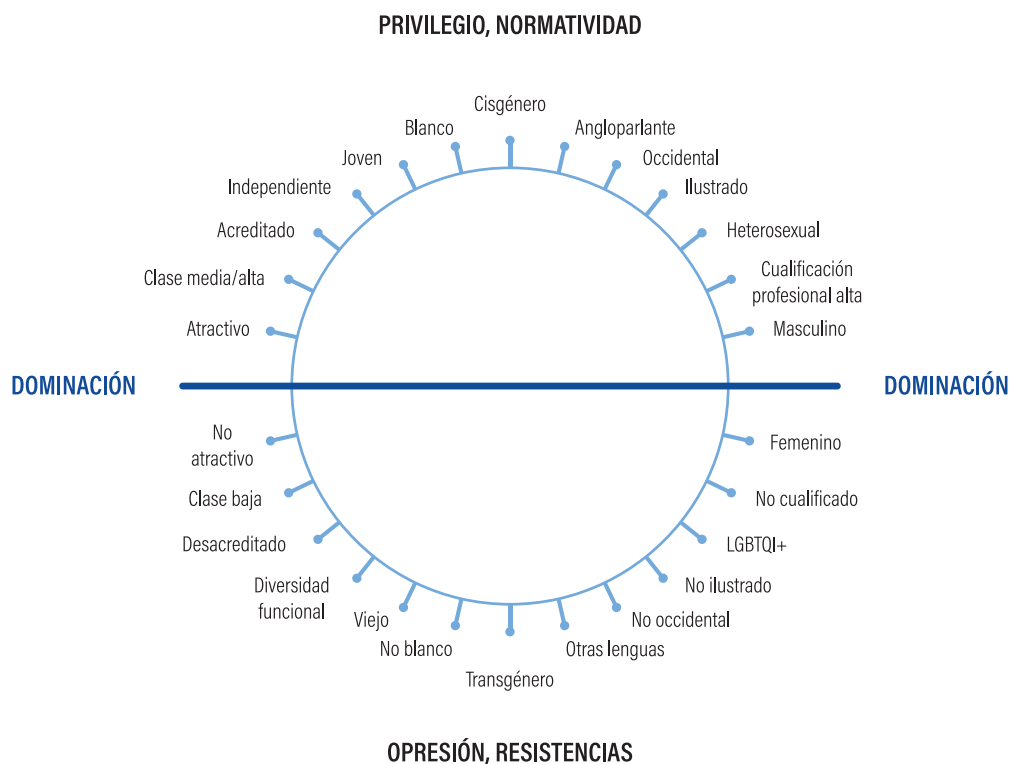 PRIVILEGIO, NORMATIVIDAD
Cisgénero
Blanco
Angloparlante
Joven
Occidental
Independiente
Ilustrado
Acreditado
Heterosexual
Clase media/alta
Cualificación
profesional alta
Atractivo
Masculino
DOMINACIÓN
DOMINACIÓN
No
atractivo
Femenino
Clase baja
No cualificado
Desacreditado
LGBTQI+
Diversidad
funcional
No ilustrado
Viejo
No occidental
No blanco
Otras lenguas
Transgénero
OPRESIÓN, RESISTENCIAS